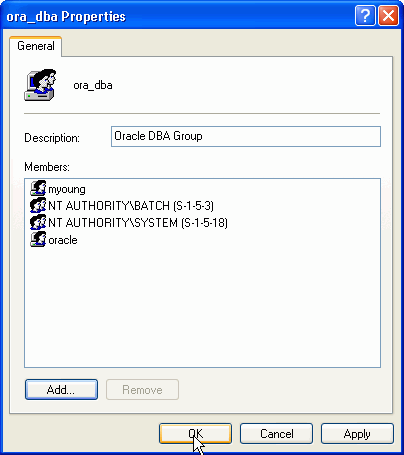 ora_dba Properties
General
ora_dba
Description: Oracle DBA Group
Members:
myoung
NT AUTHORITY\BATCH (S-1-5-3)
NT AUTHORITY\SYSTEM (S-1-5-18)
oracle
Add... Remove
OK Cancel Apply